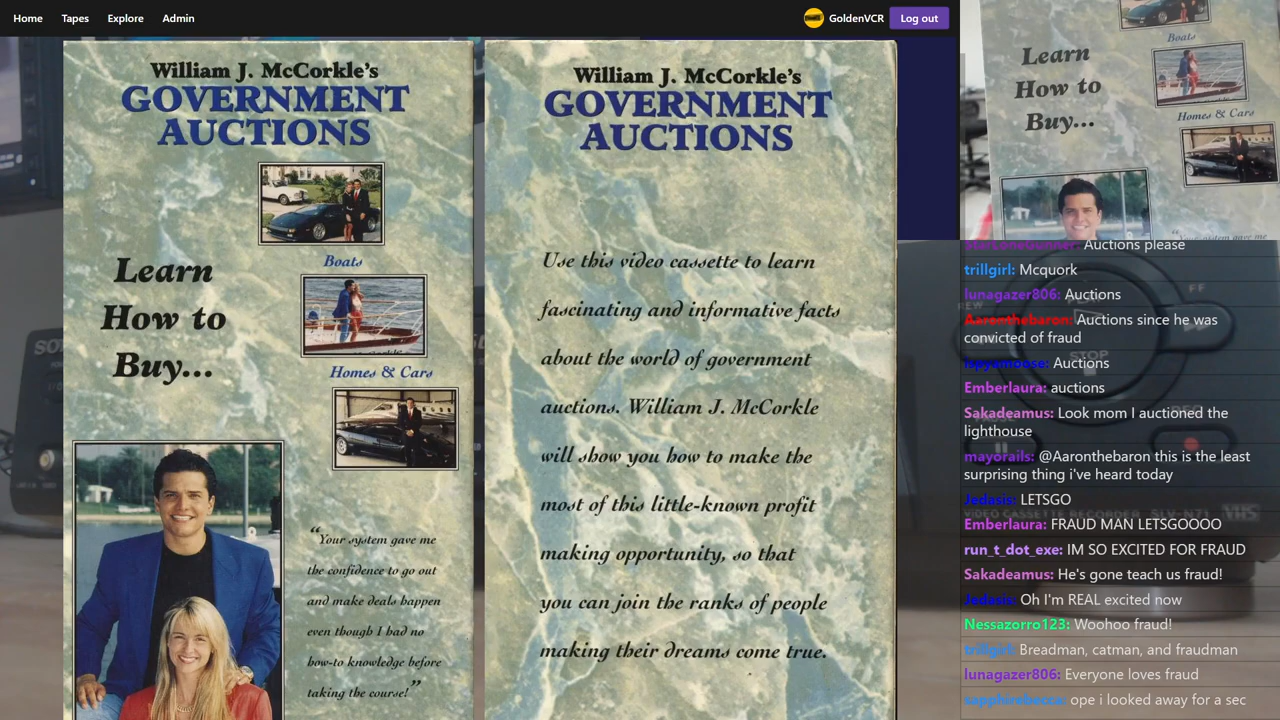 Home Tapes Explore Admin
GoldenVCR Log out
William J. McCorkle's
GOVERNMENT
AUCTIONS
Learn
How to
Buy...
Boats
Homes & Cars
“Your system gave me
the confidence to go out
and make deals happen
even though I had no
how-to knowledge before
taking the course!”
William J. McCorkle's
GOVERNMENT
AUCTIONS
Use this video cassette to learn
fascinating and informative facts
about the world of government
auctions. William J. McCorkle
will show you how to make the
most of this little-known profit
making opportunity, so that
you can join the ranks of people
making their dreams come true.
Boats
Learn
How to
Buy...
Homes & Cars
Auctions please
trillgirl: Mcquork
lunagazer806: Auctions
Aaronthebaron: Auctions since he was
convicted of fraud
ispyamoose: Auctions
Emberlaura: auctions
Sakadeamus: Look mom I auctioned the
lighthouse
mayorails: @Aaronthebaron this is the least
surprising thing i've heard today
Jedasis: LETSGO
Emberlaura: FRAUD MAN LETSGOOOO
run_t_dot_exe: IM SO EXCITED FOR FRAUD
Sakadeamus: He's gone teach us fraud!
Jedasis: Oh I'm REAL excited now
Nessazorro123: Woohoo fraud!
trillgirl: Breadman, catman, and fraudman
lunagazer806: Everyone loves fraud
ope i looked away for a sec
STOP
FF
VHS
SONY